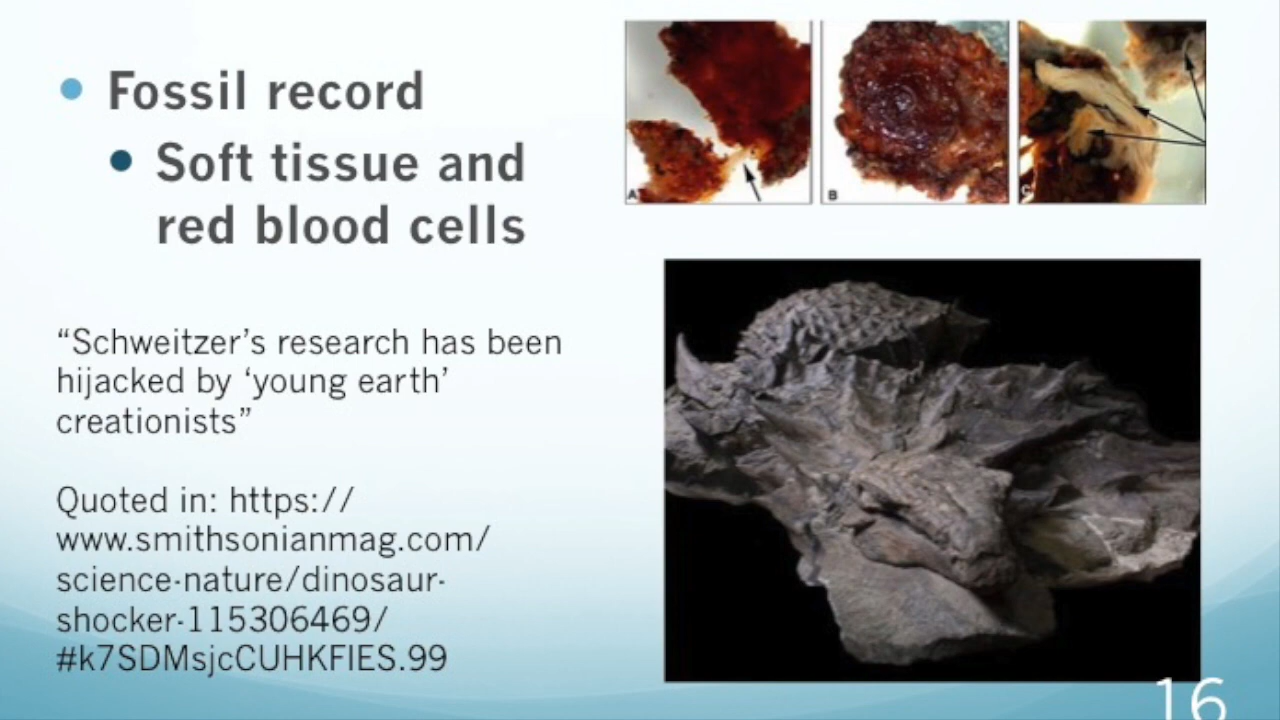 Fossil record
Soft tissue and
red blood cells
“Schweitzer’s research has been
hijacked by ‘young earth’
creationists”
Quoted in: https://
www.smithsonianmag.com/
science-nature/dinosaur-
shocker-115306469/
#k7SDMsjcCUHKFIES.99
A
B
C
16